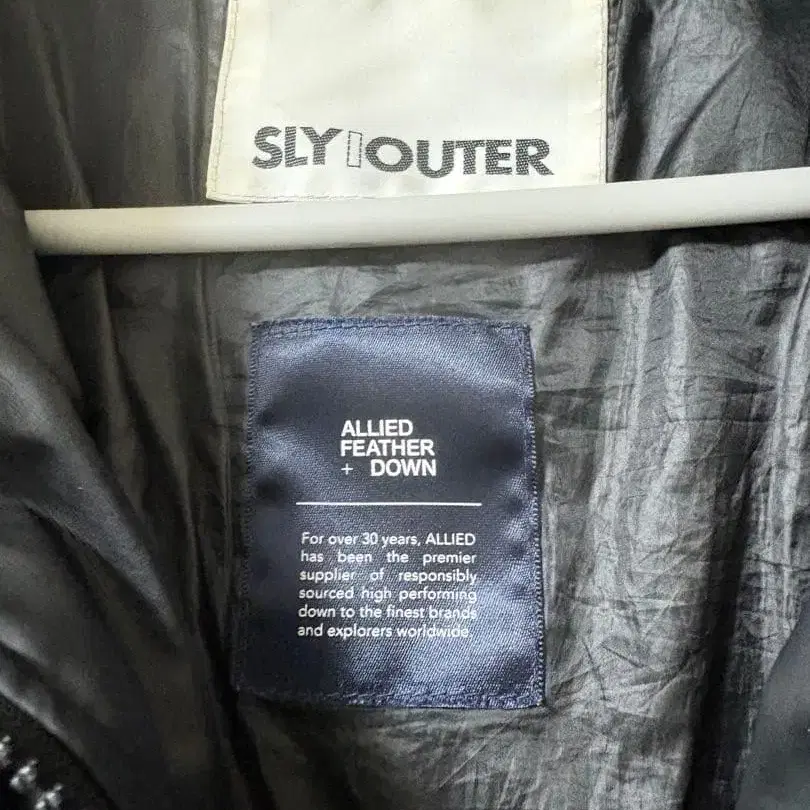 SLY OUTER
ALLIED
FEATHER
+ DOWN
For over 30 years, ALLIED
has been the premier
supplier of responsibly
sourced high performing
down to the finest brands
and explorers worldwide.